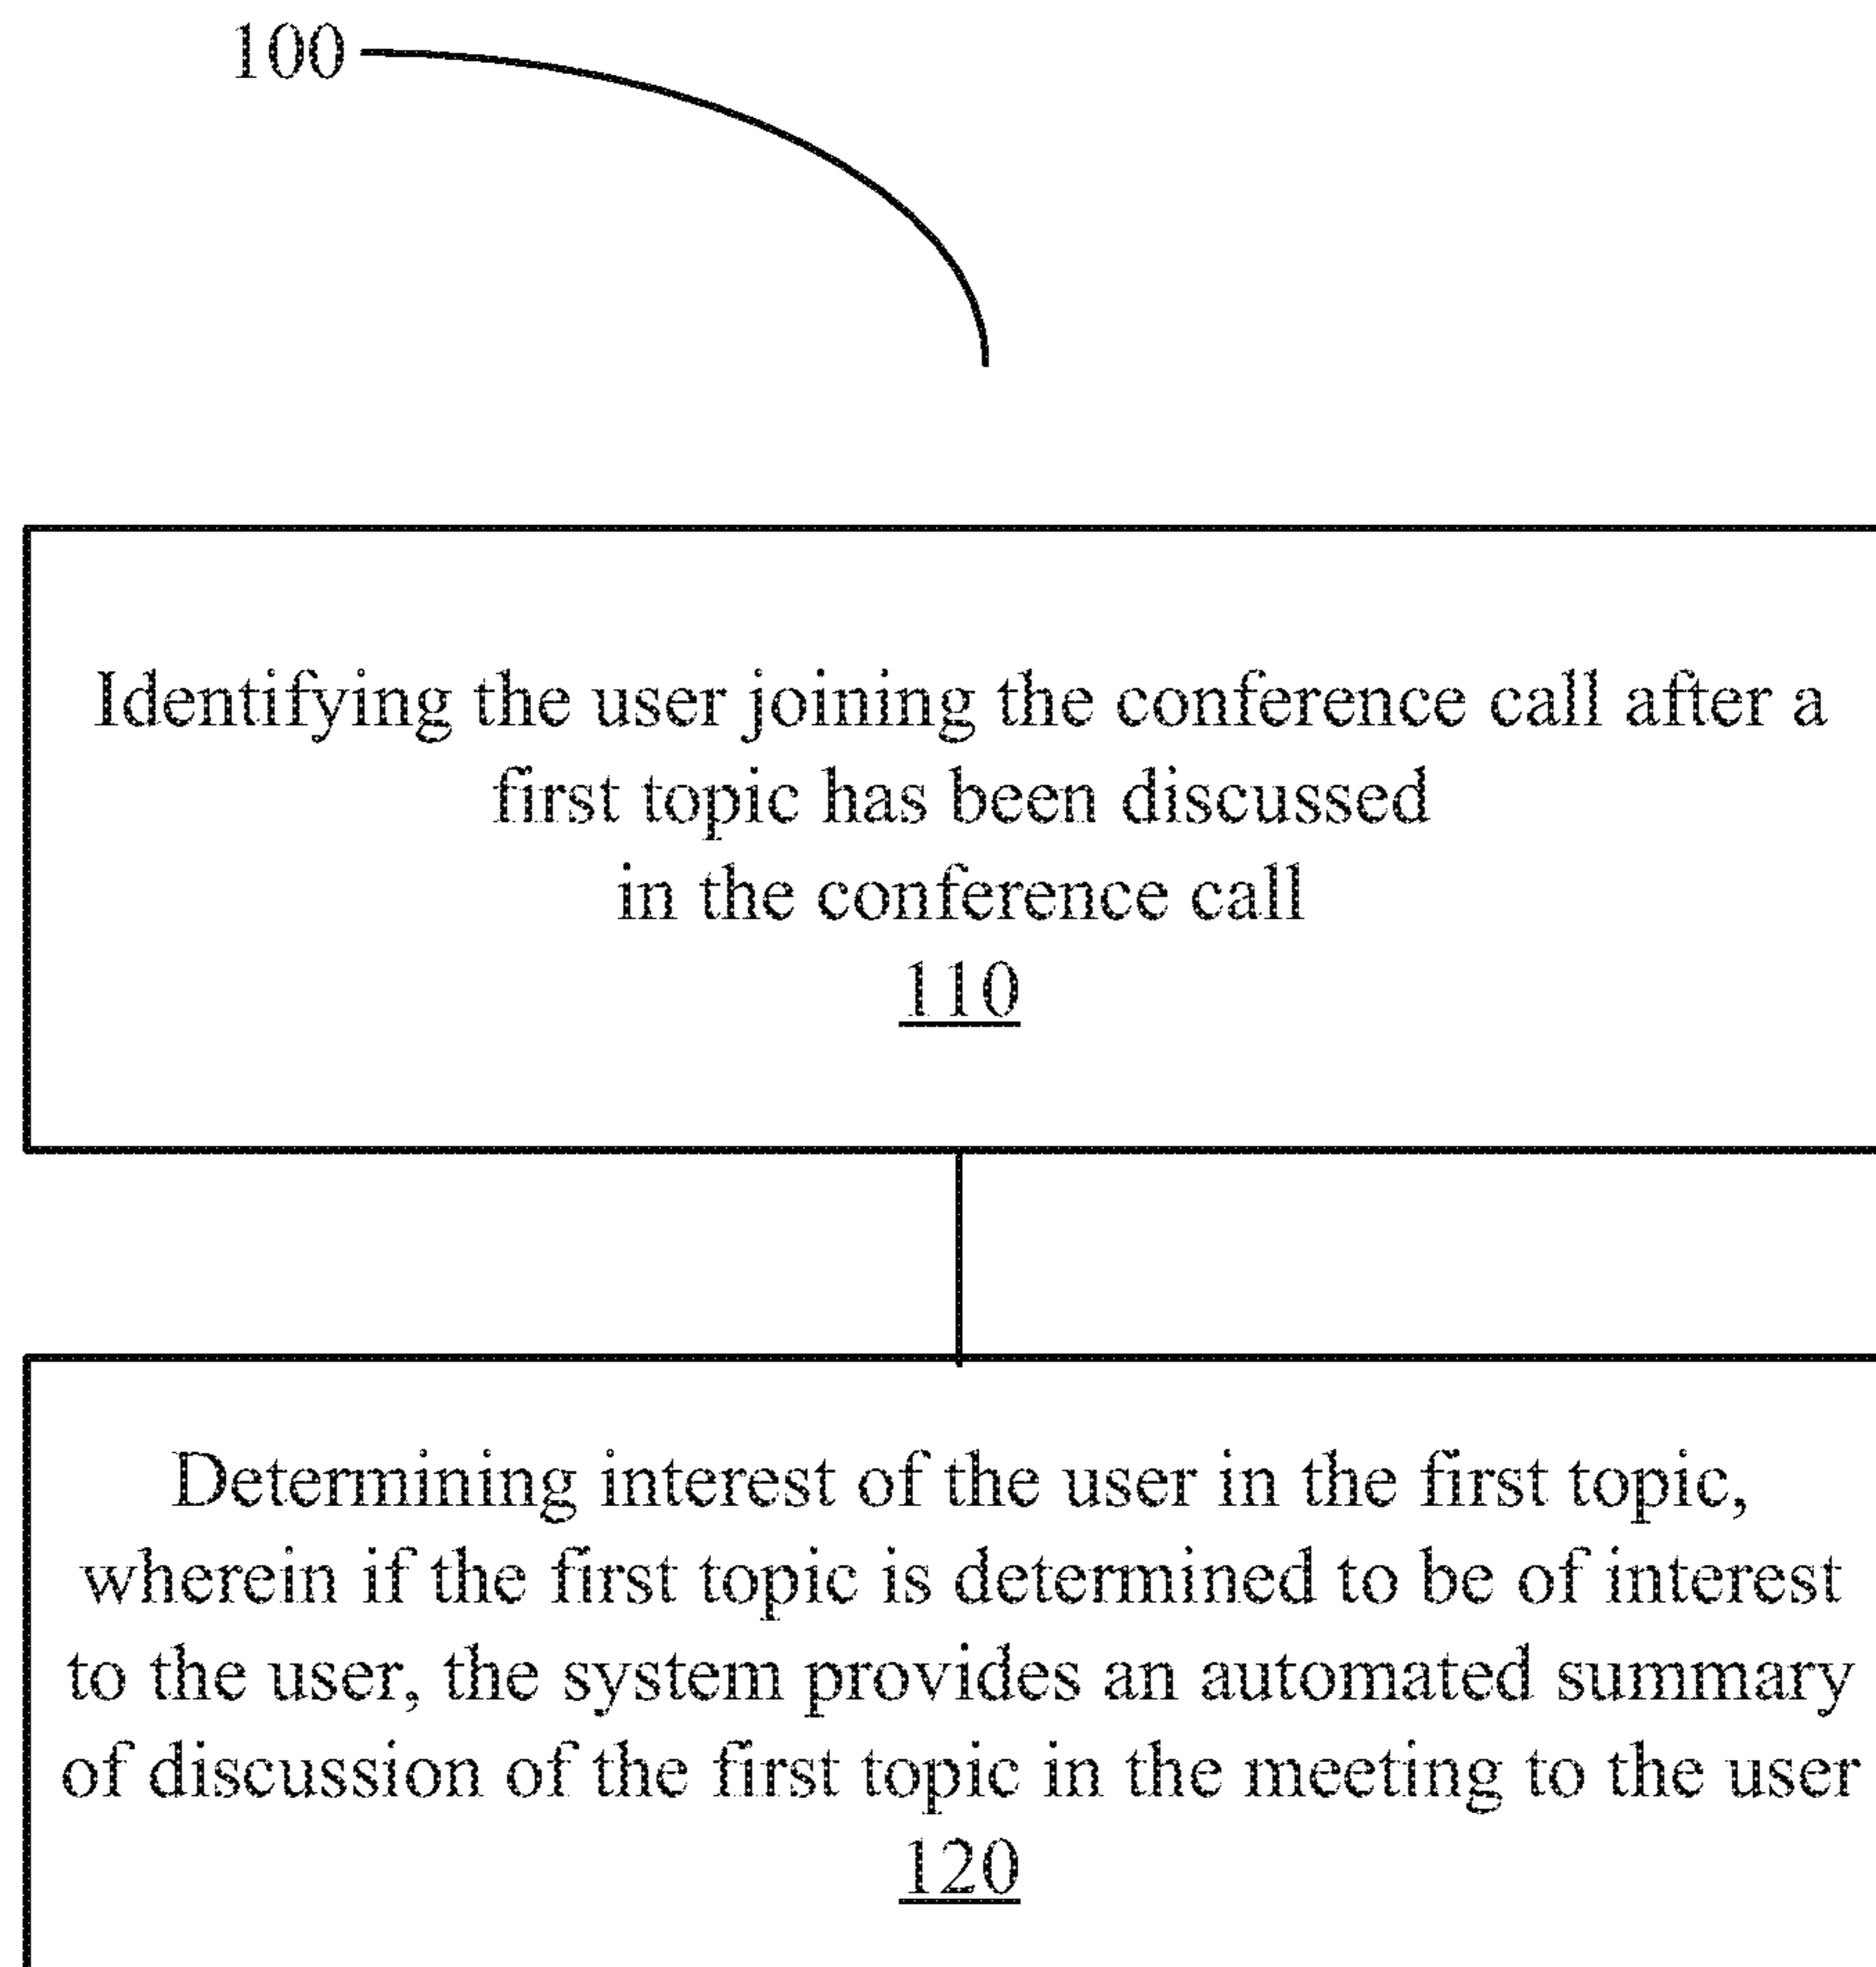 100
Identifying the user joining the conference call after a
first topic has been discussed
in the conference call
110
Determining interest of the user in the first topic,
wherein if the first topic is determined to be of interest
to the user, the system provides an automated summary
of discussion of the first topic in the meeting to the user
120